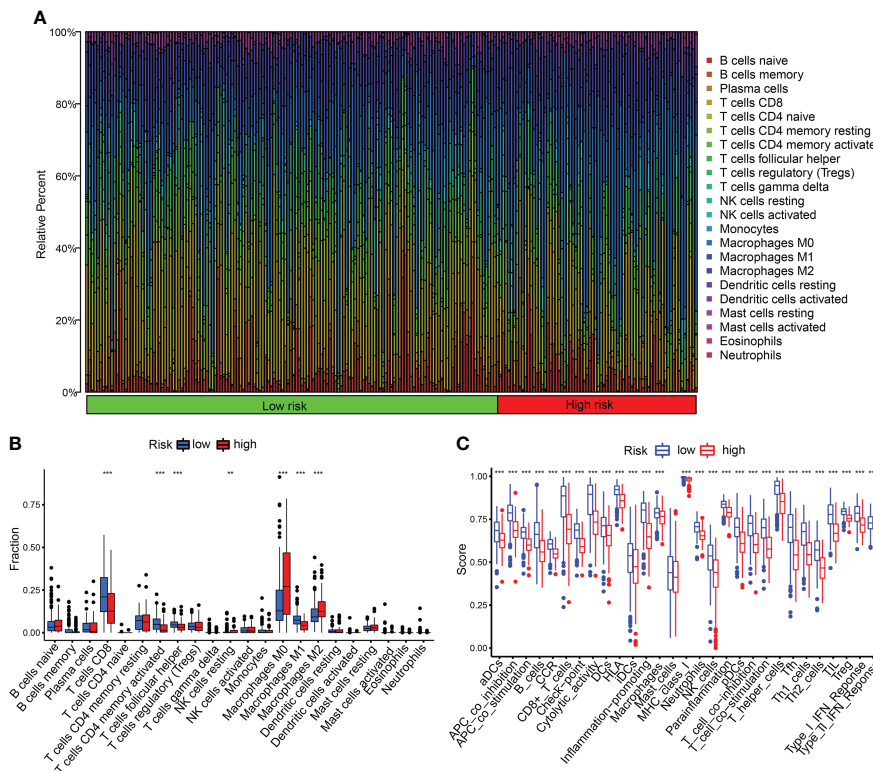 A
100%
80%
60%
40%
20%
0%
Relative Percent
B cells naive
B cells memory
Plasma cells
T cells CD8
T cells CD4 naive
T cells CD4 memory resting
T cells CD4 memory activate
T cells follicular helper
T cells regulatory (Tregs)
T cells gamma delta
NK cells resting
NK cells activated
Monocytes
Macrophages M0
Macrophages M1
Macrophages M2
Dendritic cells resting
Dendritic cells activated
Mast cells resting
Mast cells activated
Eosinophils
Neutrophils
Low risk
High risk
B
Risk low high
*** *** *** ** *** *** ***
0.75
0.50
0.25
0.00
Fraction
B cells naive
B cells memory
Plasma cells
T cells CD8
T cells CD4 naive
T cells CD4 memory resting
T cells CD4 memory activated
T cells follicular helper
T cells regulatory (Tregs)
T cells gamma delta
NK cells resting
NK cells activated
Monocytes
Macrophages M0
Macrophages M1
Macrophages M2
Dendritic cells resting
Dendritic cells activated
Mast cells resting
Mast cells activated
Eosinophils
Neutrophils
C
Risk low high
1.00
0.75
0.50
0.25
0.00
Score
aDCs
APC_co_inhibition
APC_co_stimulation
B_cells
CCR
CD8+_T_cells
Check-point
Cytolytic_activity
DCs
HLA
iDCs
Inflammation-promoting
Macrophages
Mast_cells
MHC_class_I
Neutrophils
NK_cells
Parainflammation
pDCs
T_cell_co-inhibition
T_cell_co-stimulation
T_helper_cells
Tfh
Th1_cells
Th2_cells
TIL
Treg
Type_I_IFN_Reponse
Type_II_IFN_Reponse